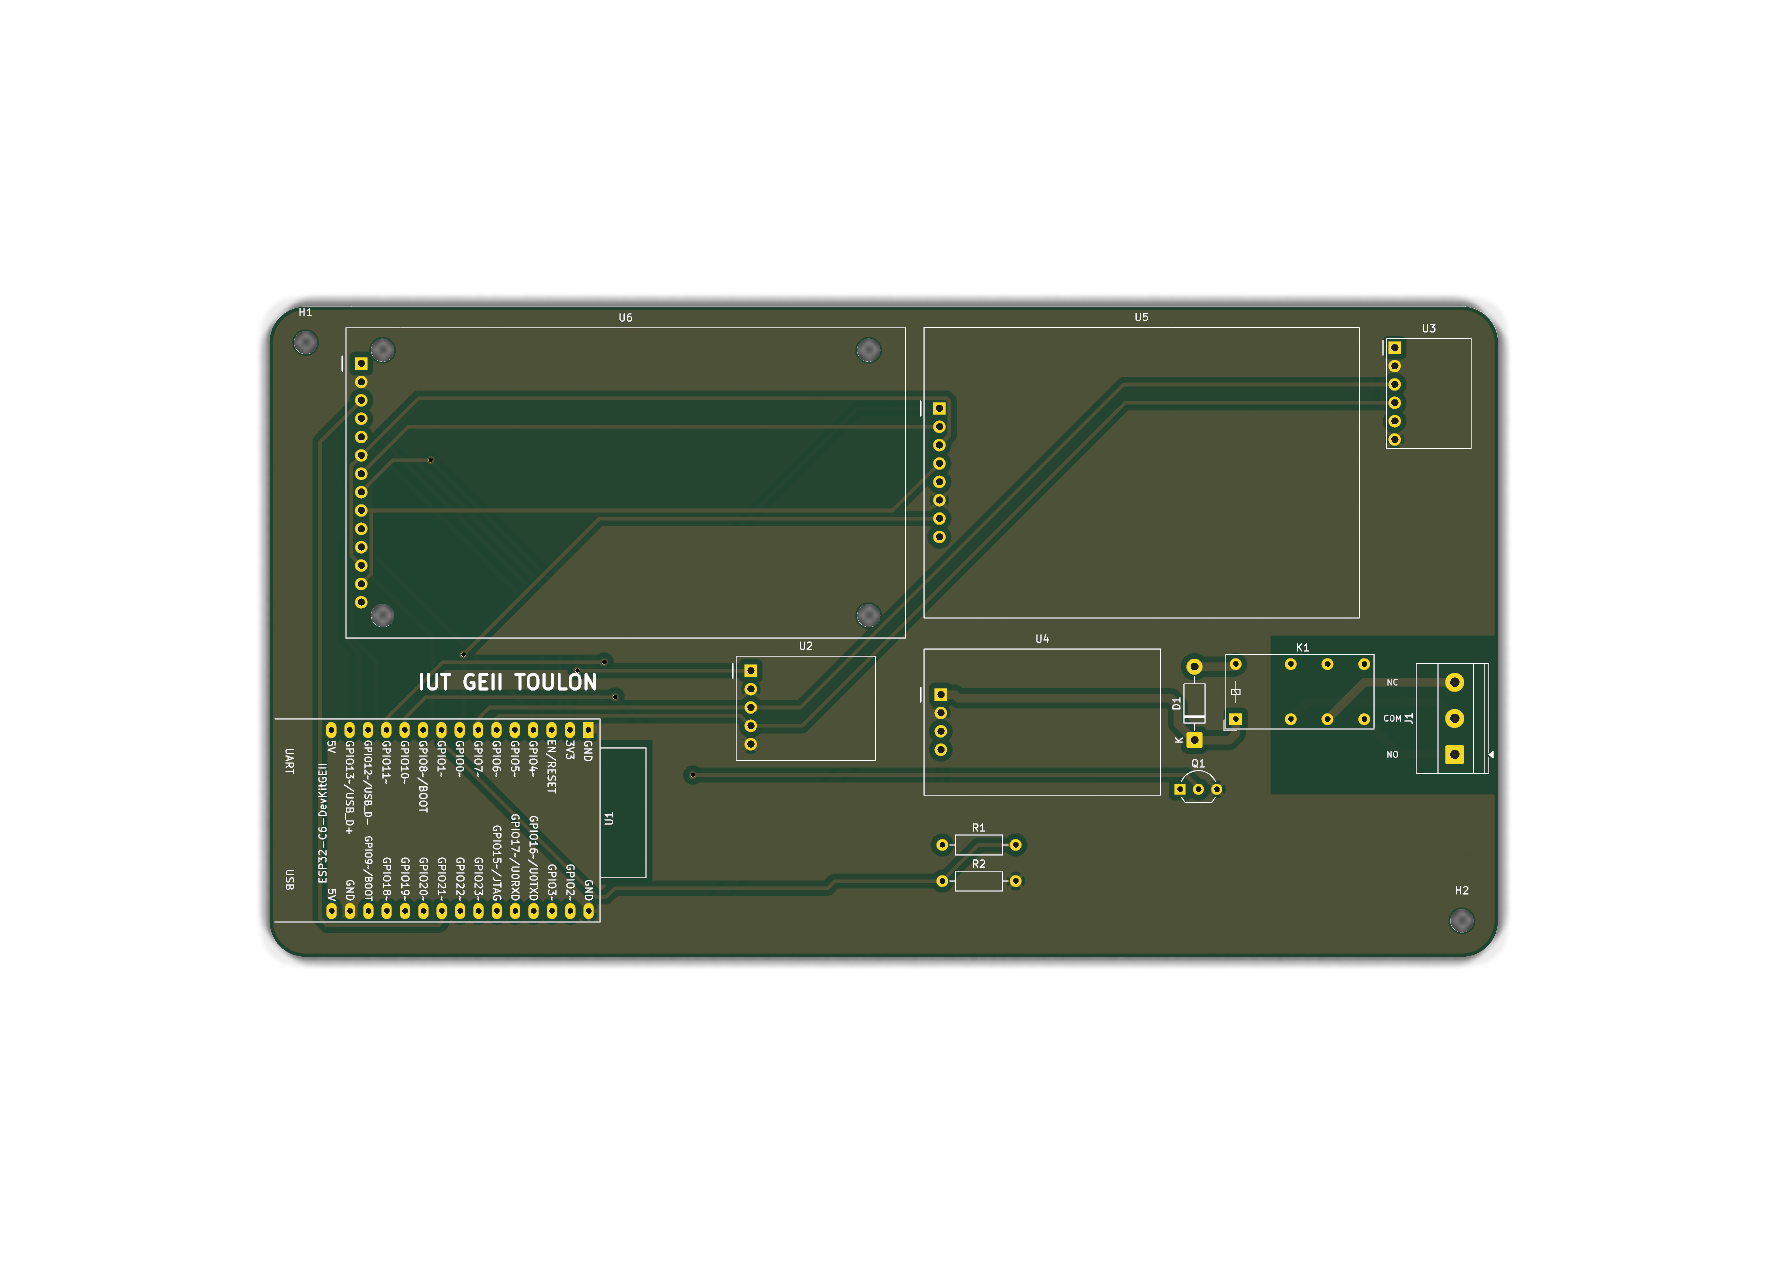 H1
U6
U5
U3
U2
U4
K1
IUT GEII TOULON
NC
COM
J1
NO
D1
K
Q1
UART
5V
GPIO13-/USB_D+
GPIO12-/USB_D-
GPIO11-
GPIO10-
GPIO8-/BOOT
GPIO1-
GPIO0-
GPIO7-
GPIO6-
GPIO5-
GPIO4-
EN/RESET
3V3
GND
ESP32-C6-DevKitGEII
U1
USB
5V
GND
GPIO9-/BOOT
GPIO18-
GPIO19-
GPIO20-
GPIO21-
GPIO22-
GPIO23-
GPIO15-/JTAG
GPIO17-/U0RXD
GPIO16-/U0TXD
GPIO3-
GPIO2-
GND
R1
R2
H2